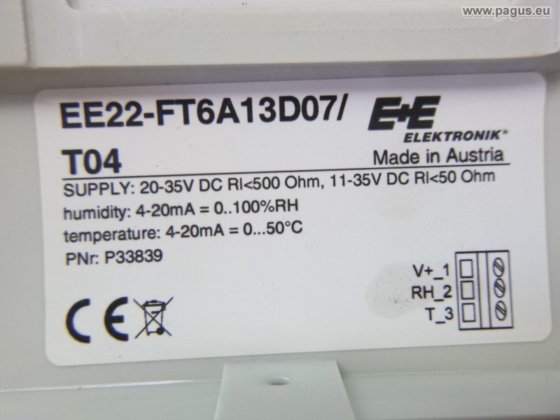 www.pagus.eu
EE22-FT6A13D07/
T04
E+E
ELEKTRONIK®
Made in Austria
SUPPLY: 20-35V DC RI<500 Ohm, 11-35V DC RI<50 Ohm
humidity: 4-20mA = 0..100%RH
temperature: 4-20mA = 0...50°C
PNr: P33839
V+_1
RH_2
T_3
CE